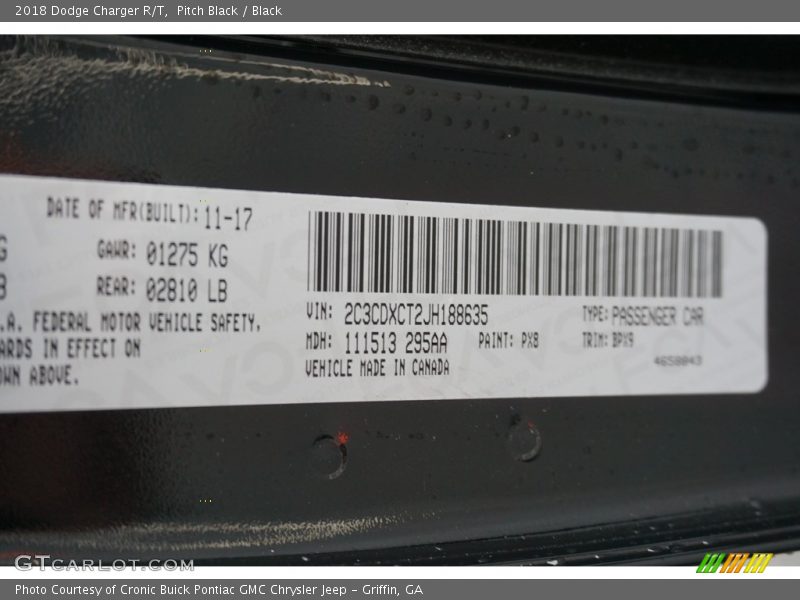 2018 Dodge Charger R/T, Pitch Black / Black
DATE OF MFR(BUILT): 11-17
GAWR: 01275 KG
REAR: 02810 LB
.A. FEDERAL MOTOR VEHICLE SAFETY.
ARDS IN EFFECT ON
OWN ABOVE.
VIN: 2C3CDXCT2JH188635 TYPE: PASSENGER CAR
MDH: 111513 295AA PAINT: PX8 TRIM: BPX9
VEHICLE MADE IN CANADA 4658043
GTCARLOT.COM
Photo Courtesy of Cronic Buick Pontiac GMC Chrysler Jeep - Griffin, GA